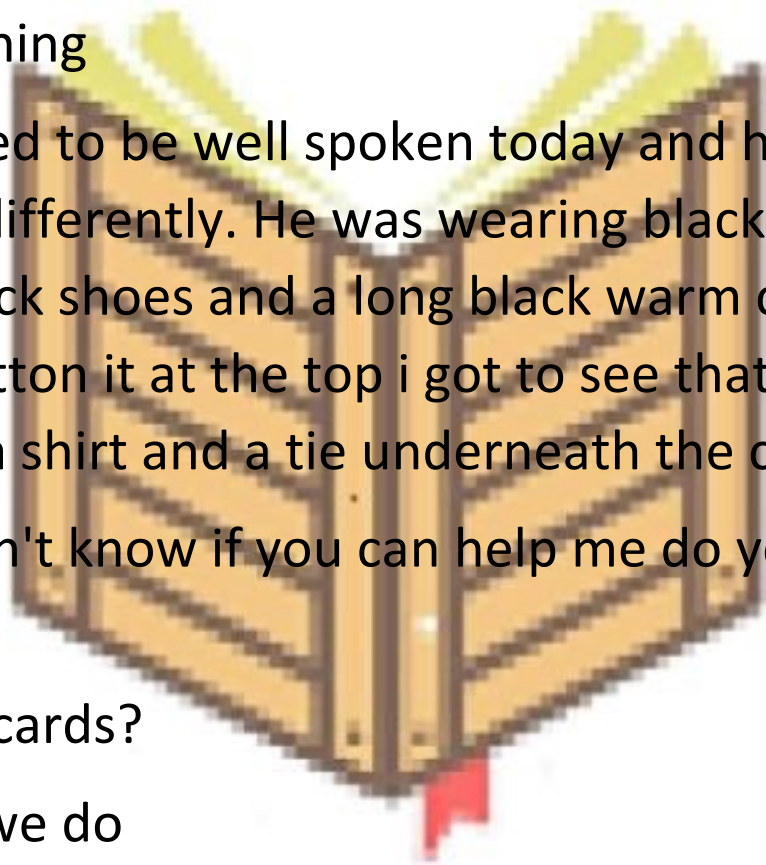 ning
ed to be well spoken today and h
differently. He was wearing black
ck shoes and a long black warm
tton it at the top i got to see that
shirt and a tie underneath the
n't know if you can help me do y
cards?
we do